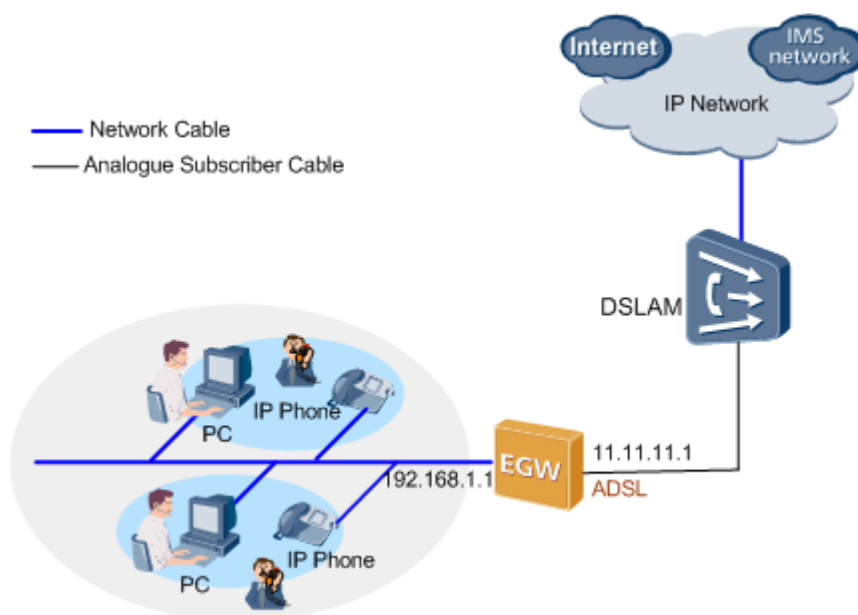 Internet
IMS
network
IP Network
Network Cable
Analogue Subscriber Cable
DSLAM
IP Phone
PC
192.168.1.1
EGW
11.11.11.1
ADSL
IP Phone
PC